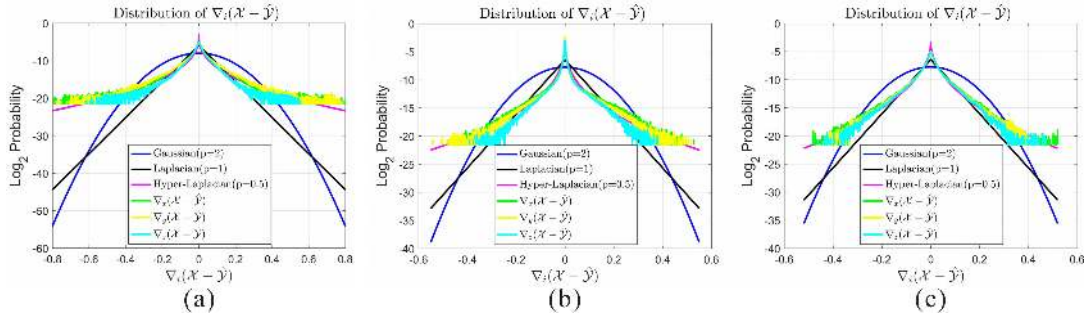 Distribution of ∇ᵢ(𝒳 − 𝒴̂)
Log₂ Probability
0
-10
-20
-30
-40
-50
-60
Gaussian(p=2)
Laplacian(p=1)
Hyper-Laplacian(p=0.5)
∇ₓ(𝒳 − 𝒴̂)
∇ᵧ(𝒳 − 𝒴̂)
∇_z(𝒳 − 𝒴̂)
-0.8 -0.6 -0.4 -0.2 0 0.2 0.4 0.6 0.8
∇ᵢ(𝒳 − 𝒴̂)
(a)
Distribution of ∇ᵢ(𝒳 − 𝒴̂)
Log₂ Probability
0
-5
-10
-15
-20
-25
-30
-35
-40
Gaussian(p=2)
Laplacian(p=1)
Hyper-Laplacian(p=0.5)
∇ₓ(𝒳 − 𝒴̂)
∇ᵧ(𝒳 − 𝒴̂)
∇_z(𝒳 − 𝒴̂)
-0.6 -0.4 -0.2 0 0.2 0.4 0.6
∇ᵢ(𝒳 − 𝒴̂)
(b)
Distribution of ∇ᵢ(𝒳 − 𝒴̂)
Log₂ Probability
0
-5
-10
-15
-20
-25
-30
-35
-40
Gaussian(p=2)
Laplacian(p=1)
Hyper-Laplacian(p=0.5)
∇ₓ(𝒳 − 𝒴̂)
∇ᵧ(𝒳 − 𝒴̂)
∇_z(𝒳 − 𝒴̂)
-0.6 -0.4 -0.2 0 0.2 0.4 0.6
∇ᵢ(𝒳 − 𝒴̂)
(c)